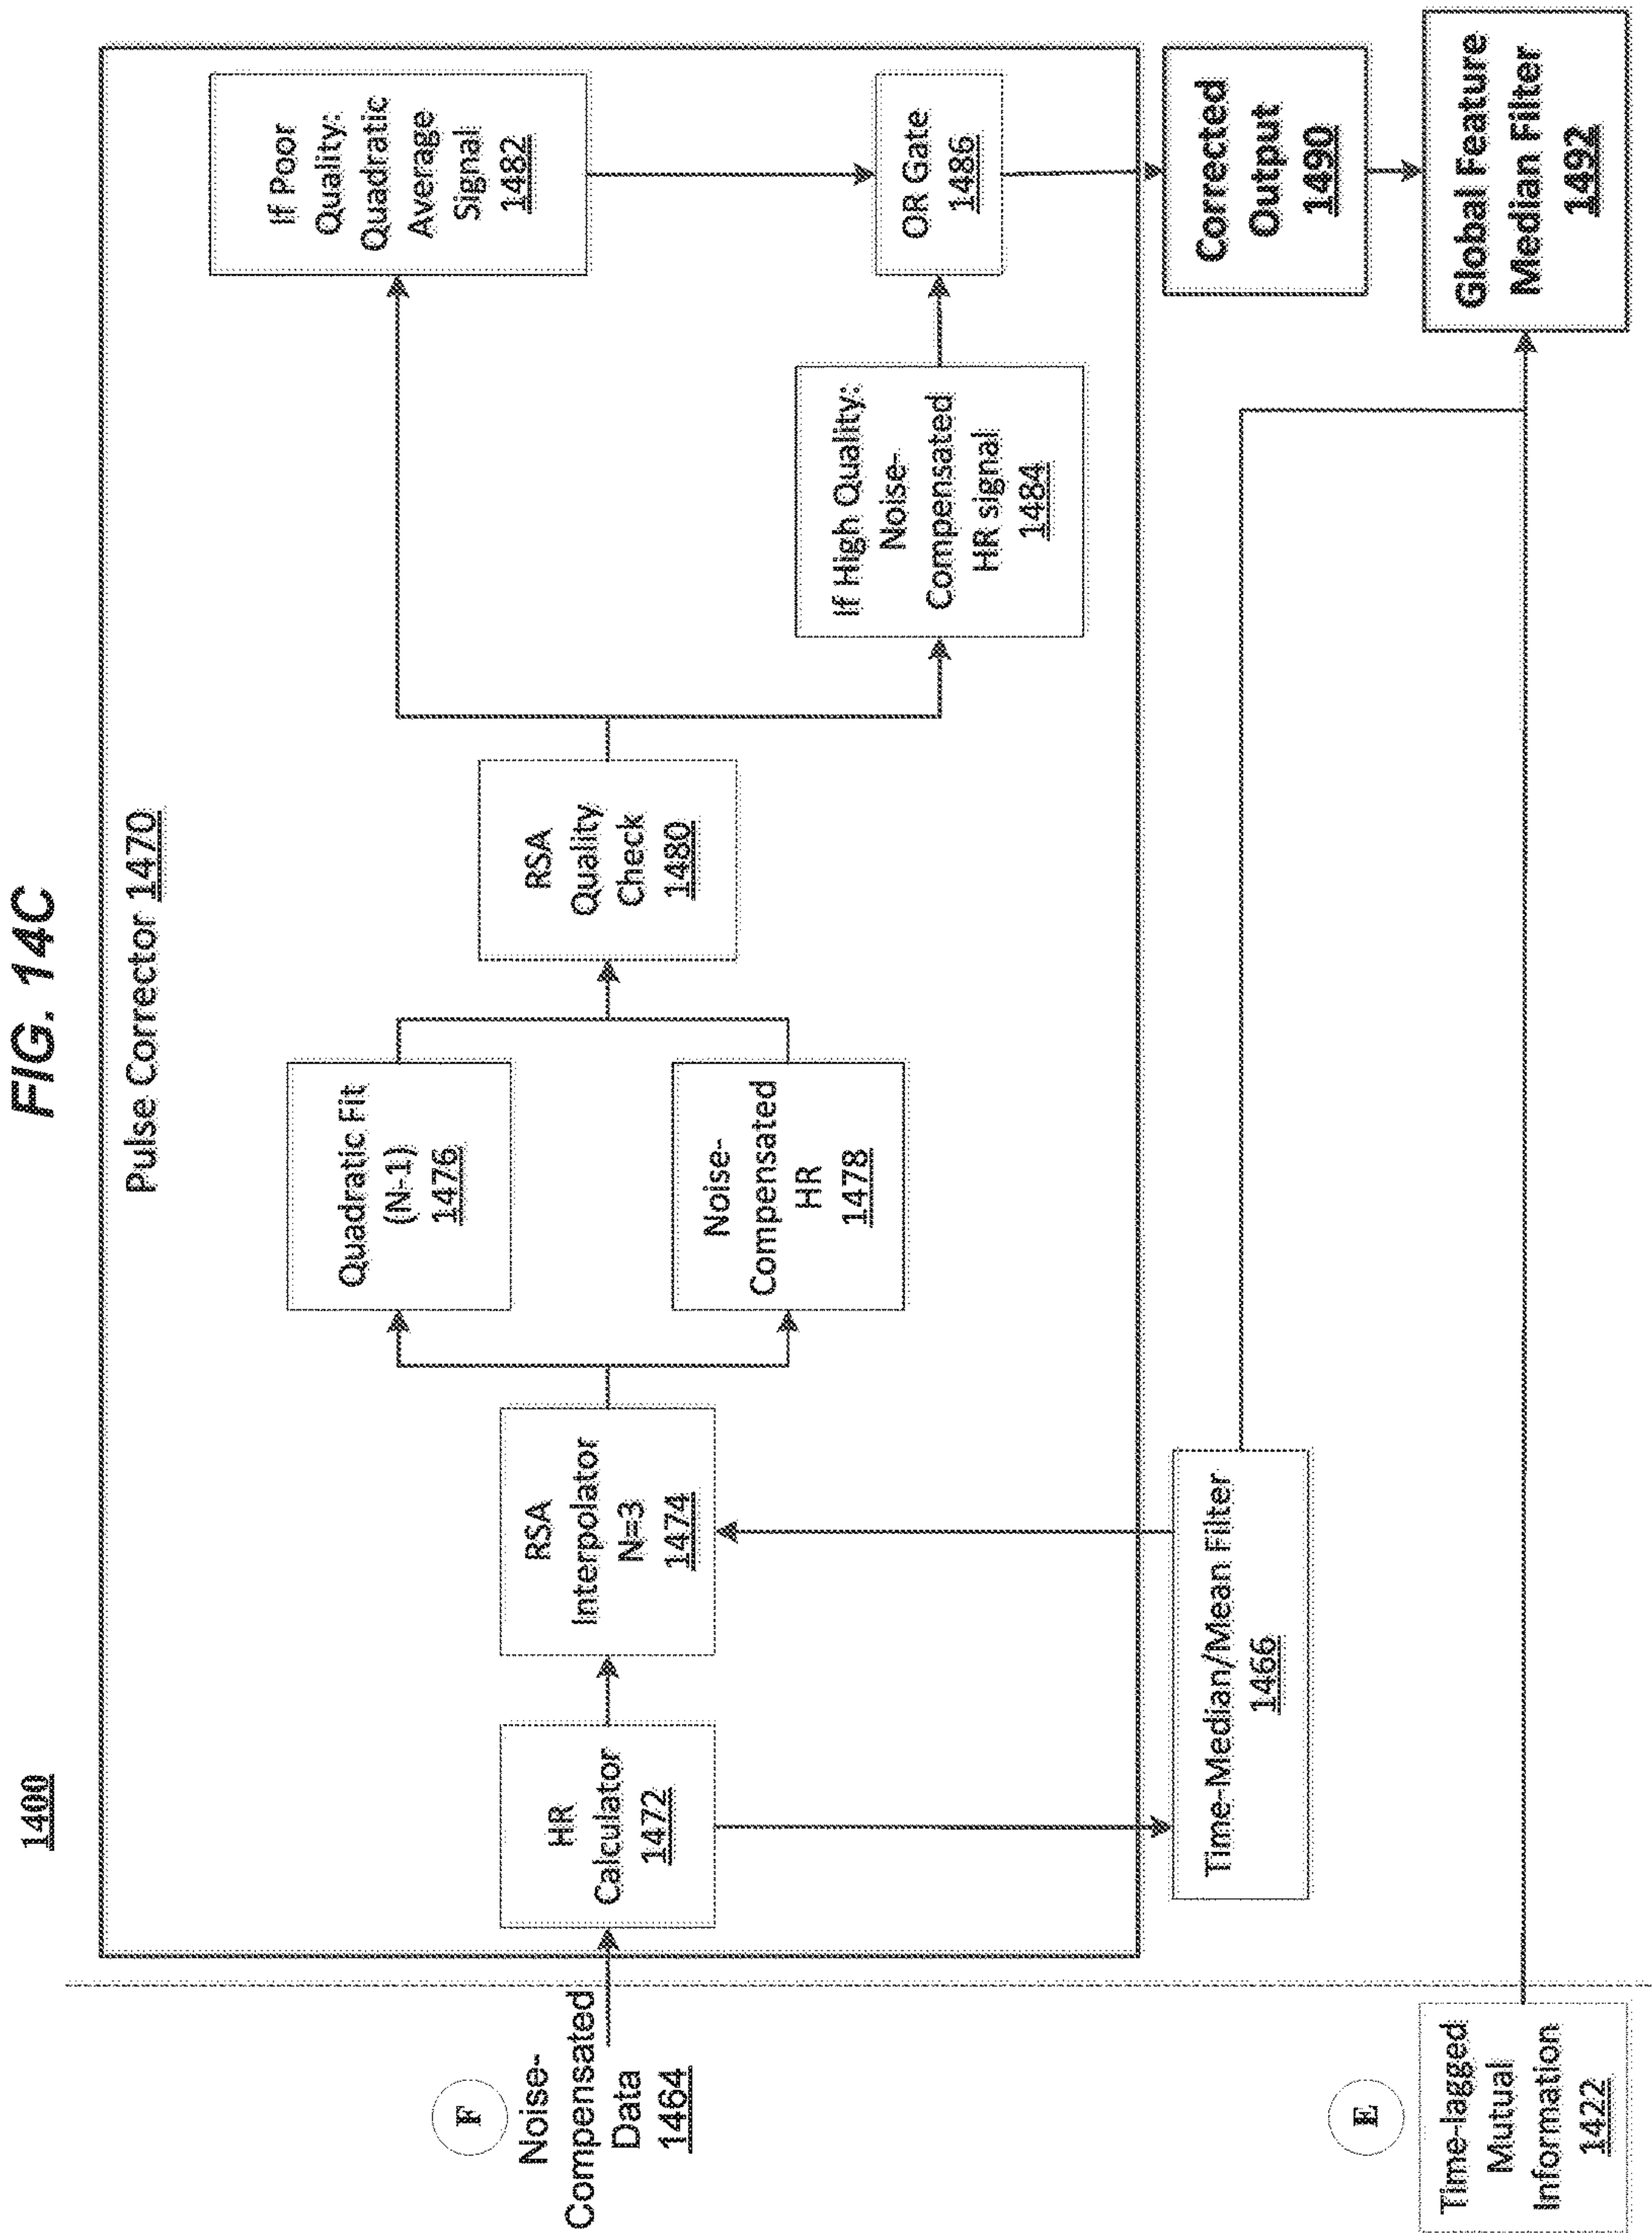 FIG. 14C
1400
Pulse Corrector 1470
F
Noise-
Compensated
Data
1464
HR
Calculator
1472
RSA
Interpolator
N=3
1474
Quadratic Fit
(N-1)
1476
Noise-
Compensated
HR
1478
RSA
Quality
Check
1480
If Poor
Quality:
Quadratic
Average
Signal
1482
If High Quality:
Noise-
Compensated
HR signal
1484
OR Gate
1486
Time-Median/Mean Filter
1466
Corrected
Output
1490
E
Time-lagged
Mutual
Information
1422
Global Feature
Median Filter
1492